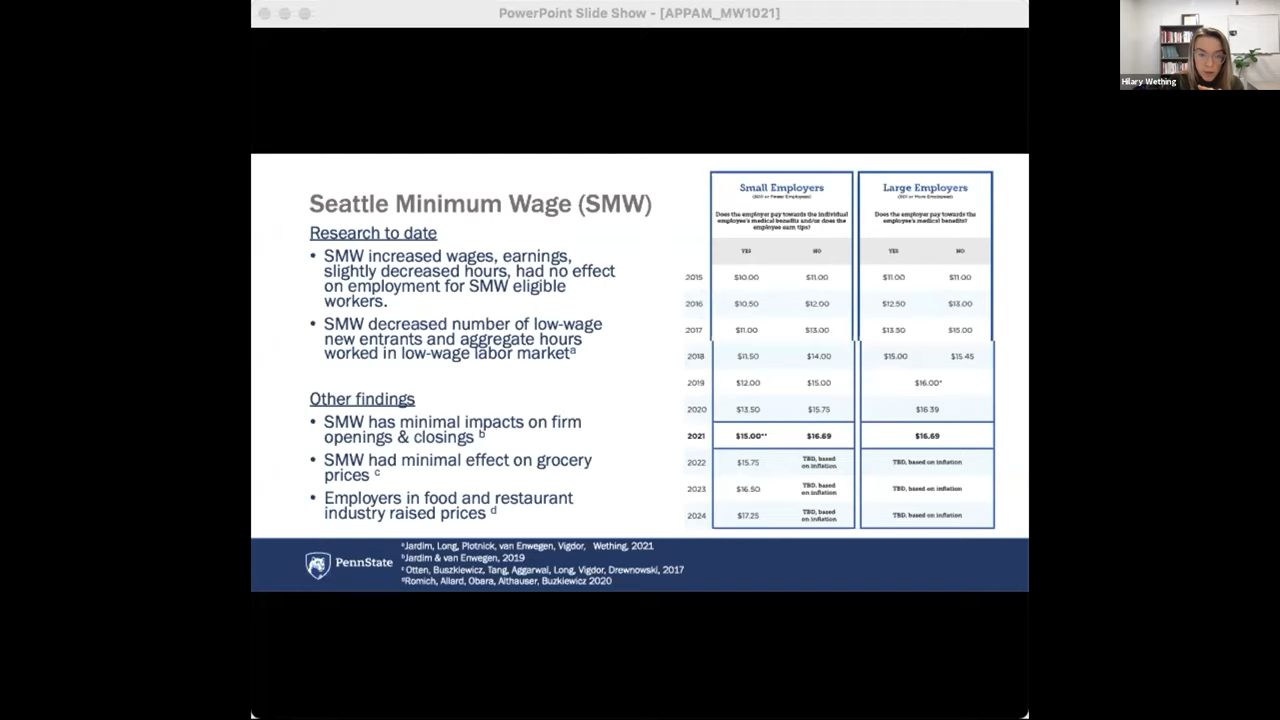 PowerPoint Slide Show - [APPAM_MW1021]
Hilary Wething
Seattle Minimum Wage (SMW)
Research to date
• SMW increased wages, earnings,
slightly decreased hours, had no effect
on employment for SMW eligible
workers.
• SMW decreased number of low-wage
new entrants and aggregate hours
worked in low-wage labor market a
Other findings
• SMW has minimal impacts on firm
openings & closings b
• SMW had minimal effect on grocery
prices c
• Employers in food and restaurant
industry raised prices d
Small Employers
(500 or Fewer Employees)
Does the employer pay towards the individual
employee's medical benefits and/or does the
employee earn tips?
YES NO
Large Employers
(501 or More Employees)
Does the employer pay towards the
employee's medical benefits?
YES NO
2015 $10.00 $11.00 $11.00 $11.00
2016 $10.50 $12.00 $12.50 $13.00
2017 $11.00 $13.00 $13.50 $15.00
2018 $11.50 $14.00 $15.00 $15.45
2019 $12.00 $15.00 $16.00*
2020 $13.50 $15.75 $16.39
2021 $15.00** $16.69 $16.69
2022 $15.75 TBD, based on inflation TBD, based on inflation
2023 $16.50 TBD, based on inflation TBD, based on inflation
2024 $17.25 TBD, based on inflation TBD, based on inflation
PennState
a Jardim, Long, Plotnick, van Enwegen, Vigdor, Wething, 2021
b Jardim & van Enwegen, 2019
c Otten, Buszkiewicz, Tang, Aggarwal, Long, Vigdor, Drewnowski, 2017
d Romich, Allard, Obara, Althauser, Buzkiewicz 2020